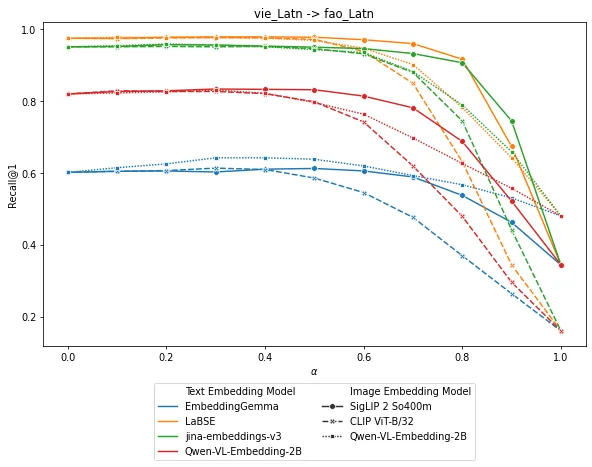 vie_Latn -> fao_Latn
Recall@1
1.0
0.8
0.6
0.4
0.2
0.0 0.2 0.4 0.6 0.8 1.0
α
Text Embedding Model
EmbeddingGemma
LaBSE
jina-embeddings-v3
Qwen-VL-Embedding-2B
Image Embedding Model
SigLIP 2 So400m
CLIP ViT-B/32
Qwen-VL-Embedding-2B